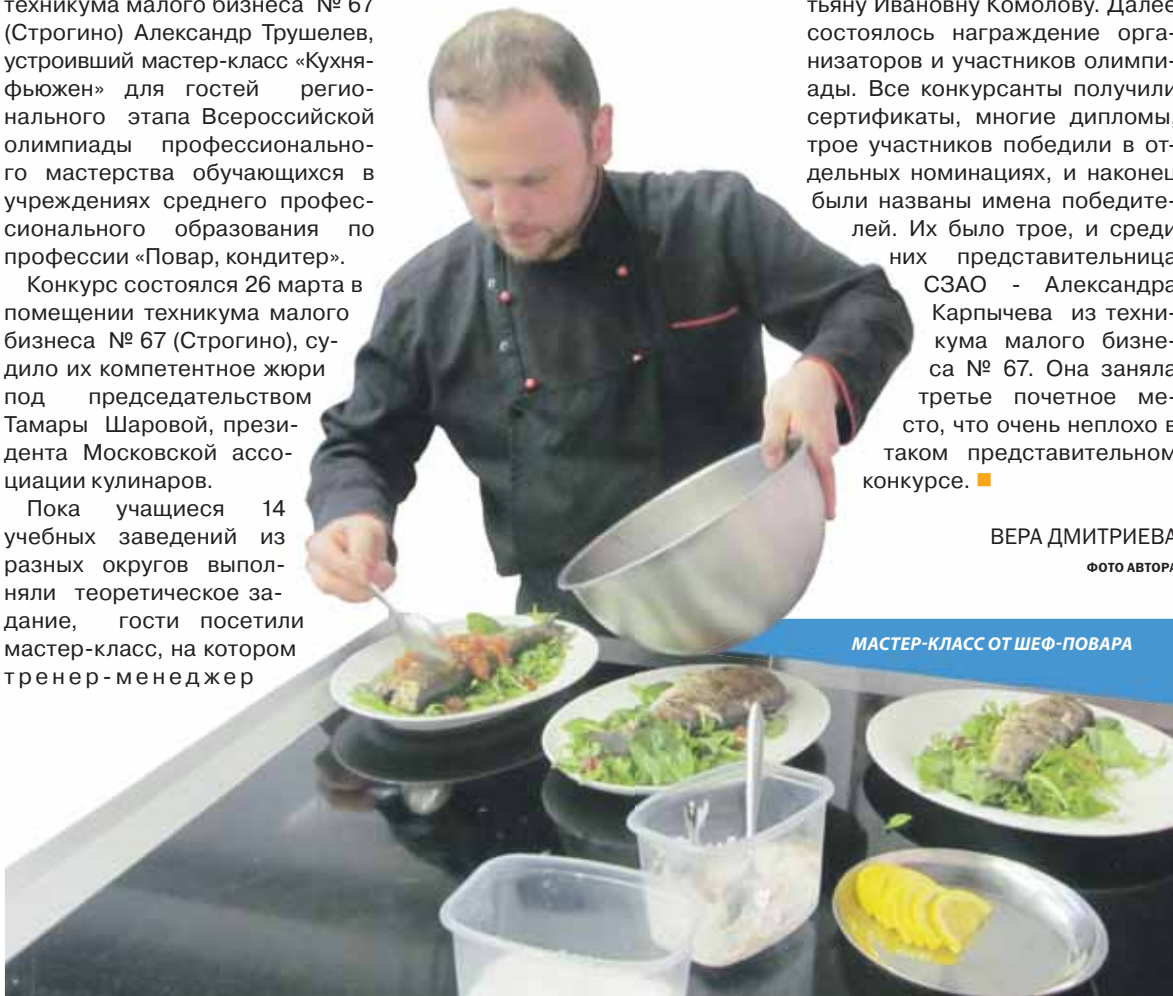 техникума малого бизнеса № 67
(Строгино) Александр Трушелев,
устроивший мастер-класс «Кухня-
фьюжен» для гостей регио-
нального этапа Всероссийской
олимпиады профессионально-
го мастерства обучающихся в
учреждениях среднего профес-
сионального образования по
профессии «Повар, кондитер».
Конкурс состоялся 26 марта в
помещении техникума малого
бизнеса № 67 (Строгино), су-
дило их компетентное жюри
под председательством
Тамары Шаровой, прези-
дента Московской ассо-
циации кулинаров.
Пока учащиеся 14
учебных заведений из
разных округов выпол-
няли теоретическое за-
дание, гости посетили
мастер-класс, на котором
тренер-менеджер
тьяну Ивановну Комолову. Далее
состоялось награждение орга-
низаторов и участников олимпи-
ады. Все конкурсанты получили
сертификаты, многие дипломы,
трое участников победили в от-
дельных номинациях, и наконец
были названы имена победите-
лей. Их было трое, и среди
них представительница
СЗАО - Александра
Карпычева из техни-
кума малого бизне-
са № 67. Она заняла
третье почетное ме-
сто, что очень неплохо в
таком представительном
конкурсе.
ВЕРА ДМИТРИЕВА
ФОТО АВТОРА
МАСТЕР-КЛАСС ОТ ШЕФ-ПОВАРА